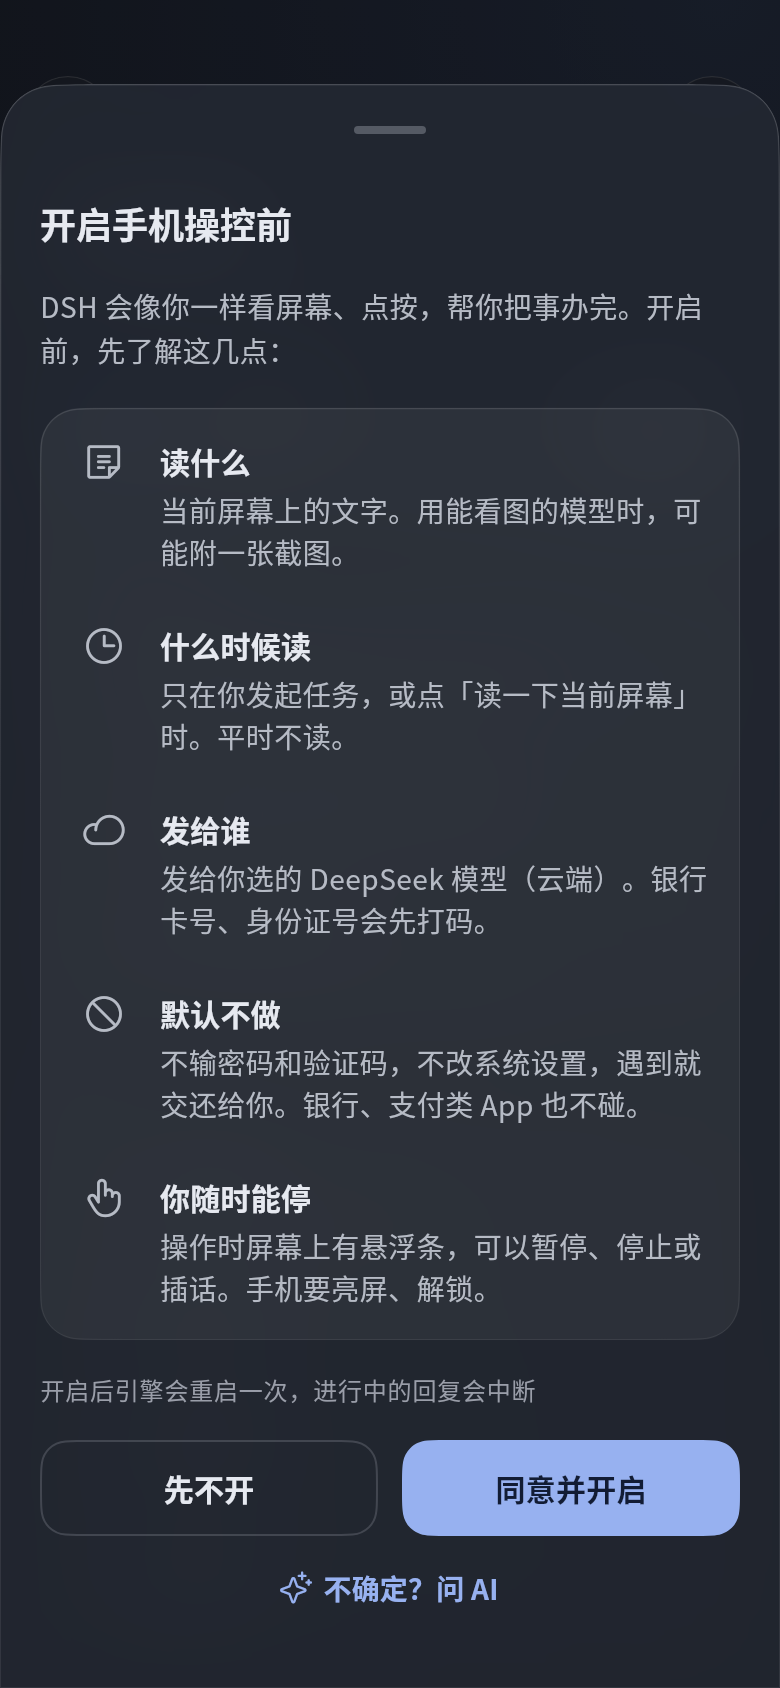 开启手机操控前
DSH 会像你一样看屏幕、点按，帮你把事办完。开启
前，先了解这几点：
读什么
当前屏幕上的文字。用能看图的模型时，可
能附一张截图。
什么时候读
只在你发起任务，或点「读一下当前屏幕」
时。平时不读。
发给谁
发给你选的 DeepSeek 模型（云端）。银行
卡号、身份证号会先打码。
默认不做
不输密码和验证码，不改系统设置，遇到就
交还给你。银行、支付类 App 也不碰。
你随时能停
操作时屏幕上有悬浮条，可以暂停、停止或
插话。手机要亮屏、解锁。
开启后引擎会重启一次，进行中的回复会中断
先不开
同意并开启
不确定？问 AI